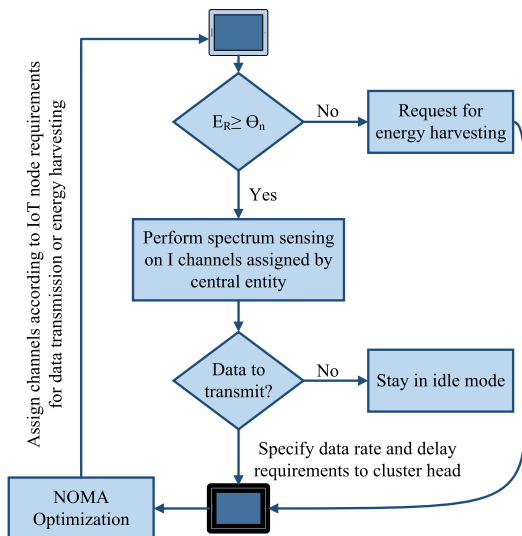 E_R ≥ ϴ_n
No
Request for
energy harvesting
Yes
Perform spectrum sensing
on I channels assigned by
central entity
Data to
transmit?
No
Stay in idle mode
Specify data rate and delay
requirements to cluster head
NOMA
Optimization
Assign channels according to IoT node requirements
for data transmission or energy harvesting